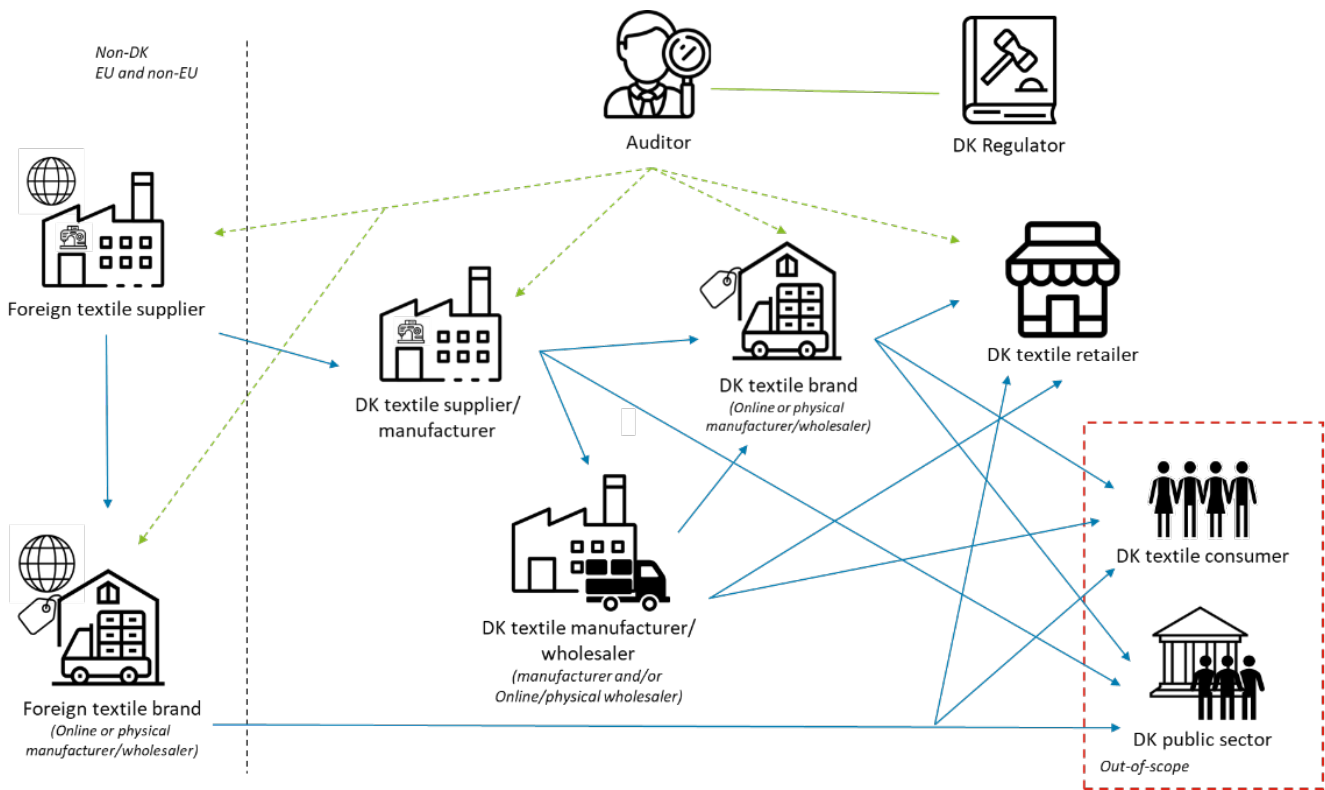 Non-DK
EU and non-EU
Auditor
DK Regulator
Foreign textile supplier
DK textile supplier/
manufacturer
DK textile brand
(Online or physical
manufacturer/wholesaler)
DK textile retailer
DK textile consumer
DK textile manufacturer/
wholesaler
(manufacturer and/or
Online/physical wholesaler)
Foreign textile brand
(Online or physical
manufacturer/wholesaler)
DK public sector
Out-of-scope